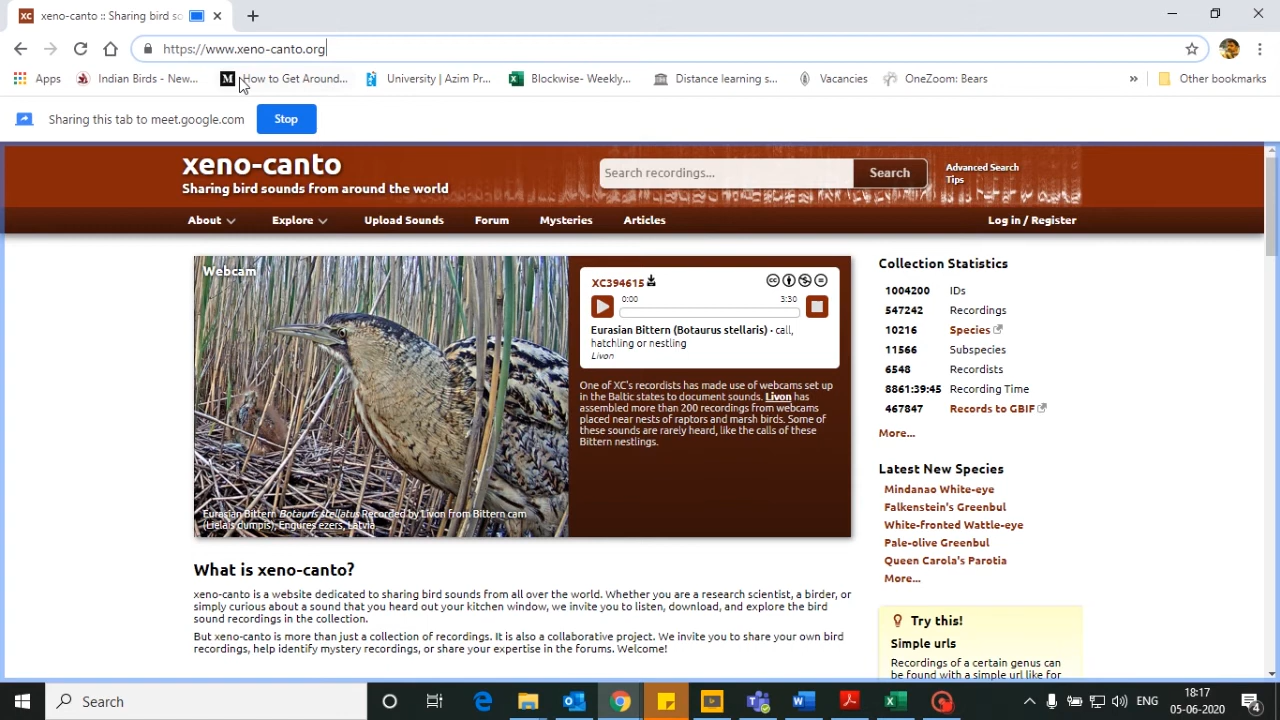 XC xeno-canto :: Sharing bird so
https://www.xeno-canto.org
Apps
Indian Birds - New...
M How to Get Around...
University | Azim Pr...
Blockwise- Weekly...
Distance learning s...
Vacancies
OneZoom: Bears
»
Other bookmarks
Sharing this tab to meet.google.com
Stop
xeno-canto
Sharing bird sounds from around the world
Search recordings...
Search
Advanced Search
Tips
About
Explore
Upload Sounds
Forum
Mysteries
Articles
Log in / Register
Webcam
Eurasian Bittern Botauris stellatus Recorded by Livon from Bittern cam
(Lielais dumpis), Engures ezers, Latvia
XC394615
0:00
3:30
Eurasian Bittern (Botaurus stellaris) · call,
hatchling or nestling
Livon
One of XC's recordists has made use of webcams set up
in the Baltic states to document sounds. Livon has
assembled more than 200 recordings from webcams
placed near nests of raptors and marsh birds. Some of
these sounds are rarely heard, like the calls of these
Bittern nestlings.
Collection Statistics
1004200 IDs
547242 Recordings
10216 Species
11566 Subspecies
6548 Recordists
8861:39:45 Recording Time
467847 Records to GBIF
More...
Latest New Species
Mindanao White-eye
Falkenstein's Greenbul
White-fronted Wattle-eye
Pale-olive Greenbul
Queen Carola's Parotia
More...
What is xeno-canto?
xeno-canto is a website dedicated to sharing bird sounds from all over the world. Whether you are a research scientist, a birder, or
simply curious about a sound that you heard out your kitchen window, we invite you to listen, download, and explore the bird
sound recordings in the collection.
But xeno-canto is more than just a collection of recordings. It is also a collaborative project. We invite you to share your own bird
recordings, help identify mystery recordings, or share your expertise in the forums. Welcome!
Try this!
Simple urls
Recordings of a certain genus can
be found with a simple url like for
Search
ENG
18:17
05-06-2020
4